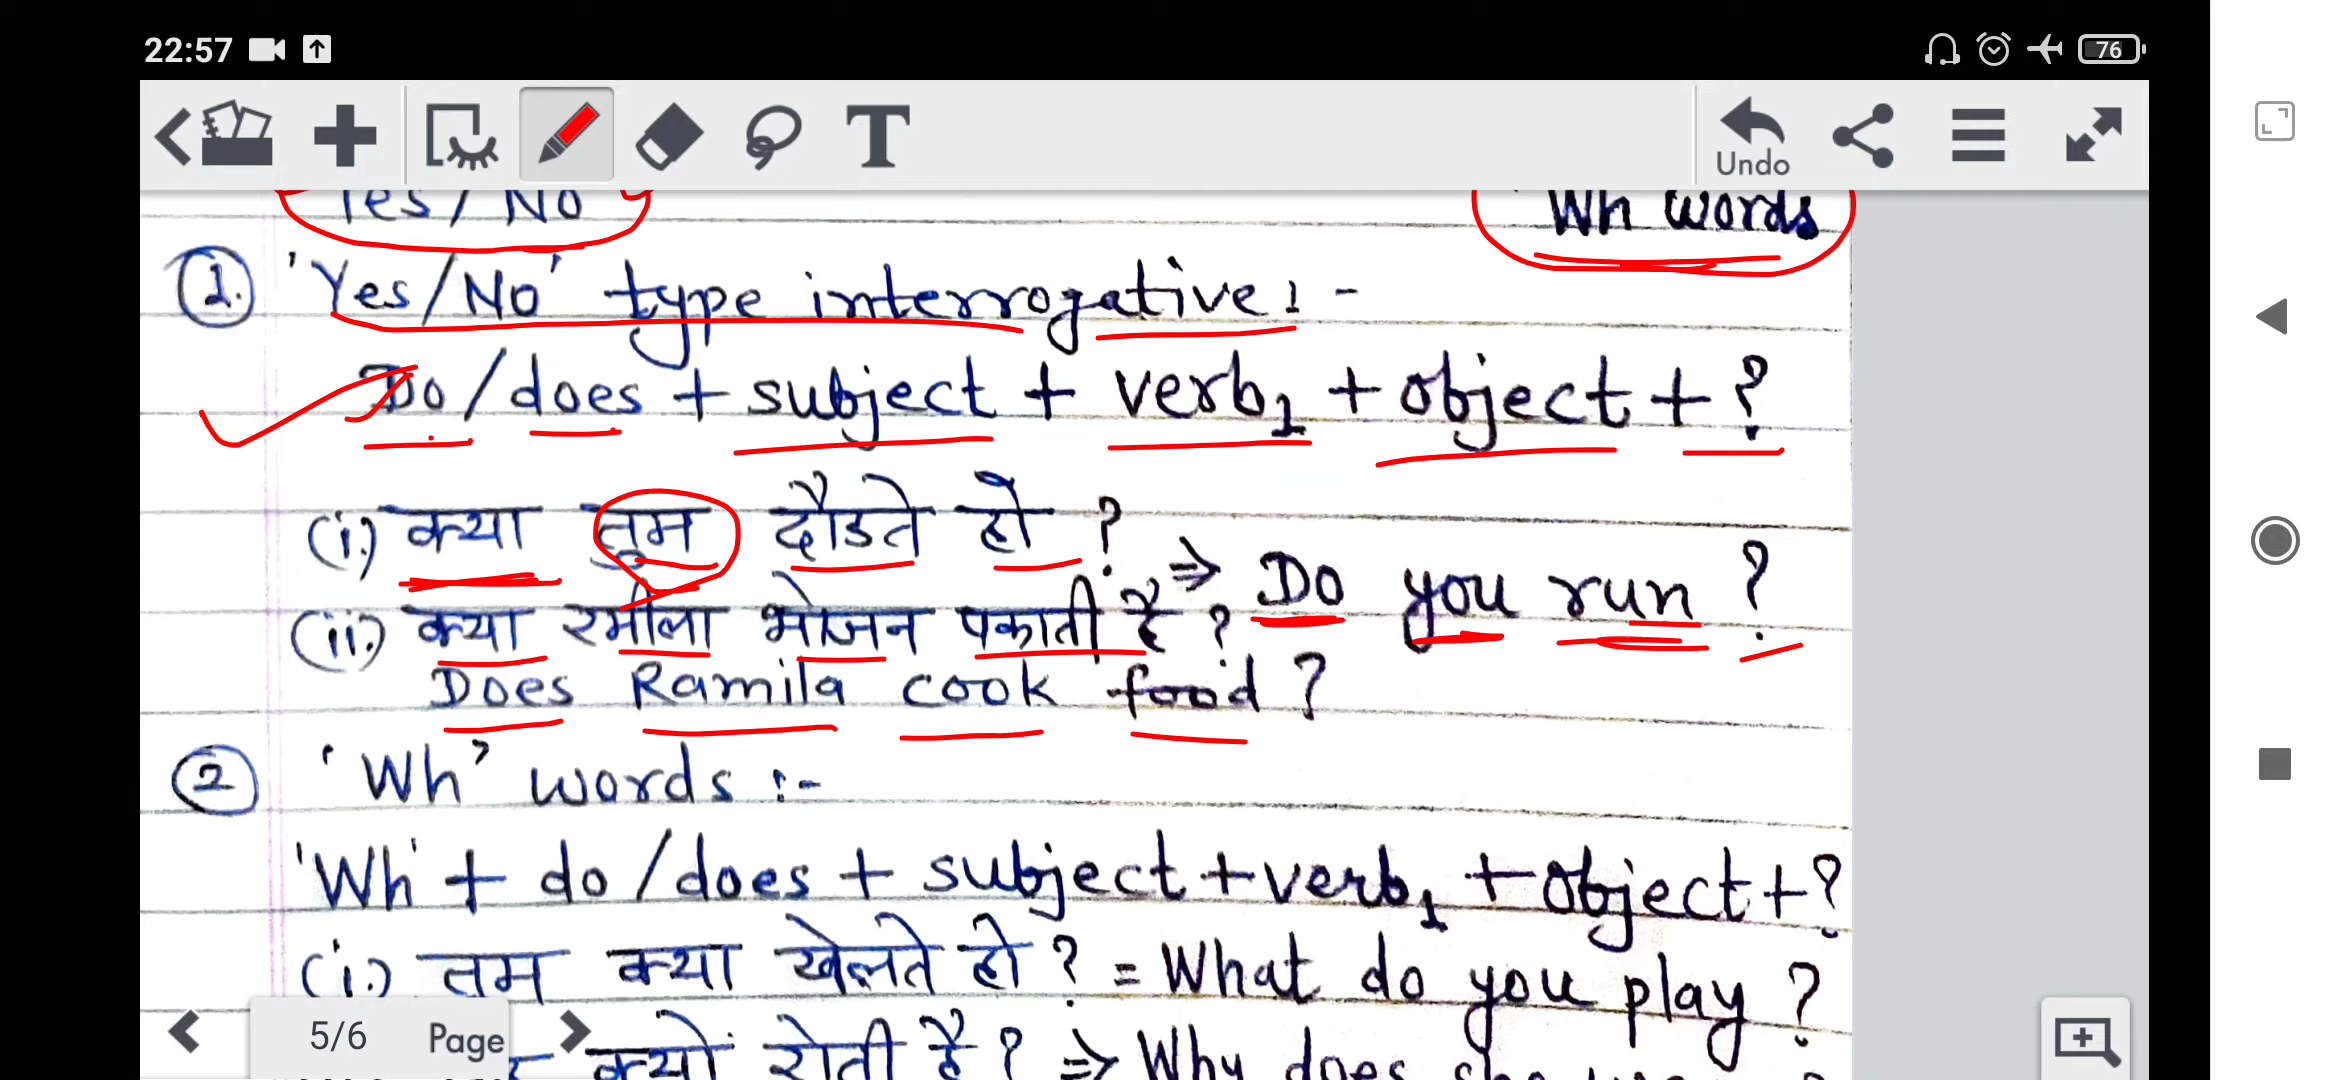 22:57
76
Undo
Yes / No
Wh words
1. 'Yes/No' type interrogative :-
Do / does + subject + verb1 + object + ?
(i.) क्या तुम दौडते हो ?
⇒ Do you run ?
(ii.) क्या रमीला भोजन पकाती है ?
Does Ramila cook food ?
2 'Wh' words :-
'Wh' + do / does + subject + verb1 + object + ?
(i.) तुम क्या खेलते हो ? = What do you play ?
क्यों रोती है ? ⇒ Why does she
5/6 Page